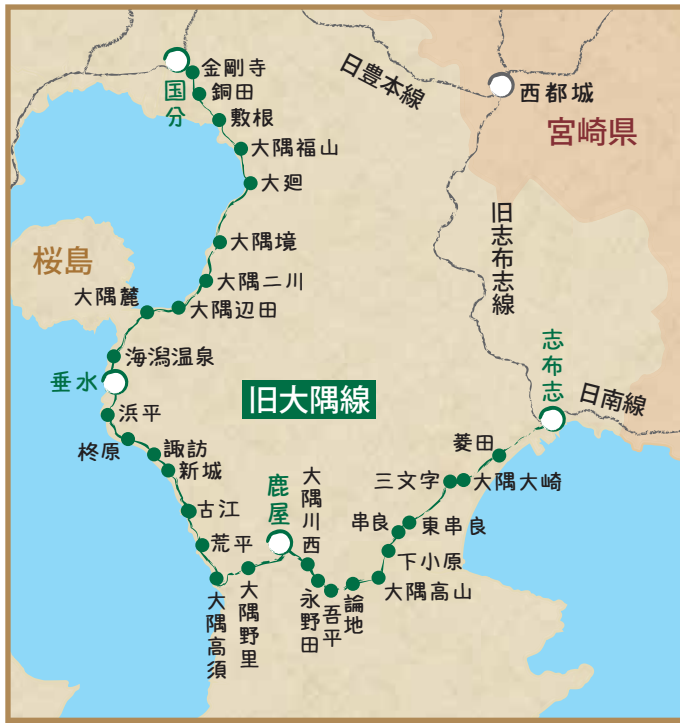 金剛寺
国分
銅田
敷根
大隅福山
大廻
大隅境
大隅二川
大隅辺田
大隅麓
桜島
海潟温泉
垂水
浜平
柊原
諏訪
新城
古江
荒平
大隅高須
大隅野里
鹿屋
大隅川西
永野田
吾平
論地
大隅高山
下小原
串良
東串良
三文字
大隅大崎
菱田
志布志
日南線
旧志布志線
日豊本線
西都城
宮崎県
旧大隅線